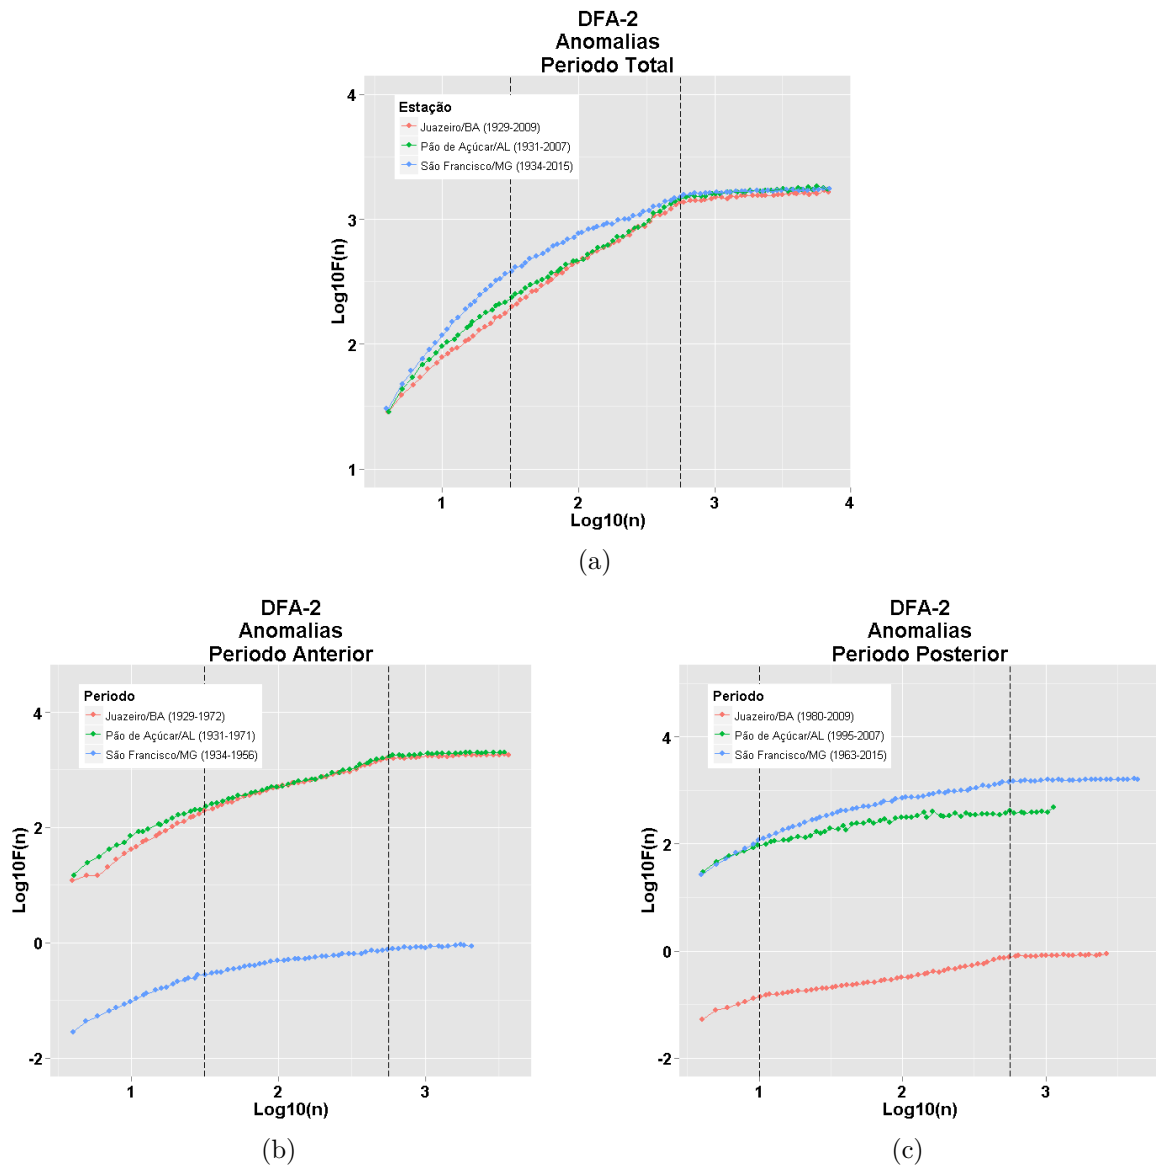 DFA-2
Anomalias
Periodo Total
4
3
2
1
Log10F(n)
Estação
Juazeiro/BA (1929-2009)
Pão de Açúcar/AL (1931-2007)
São Francisco/MG (1934-2015)
1 2 3 4
Log10(n)
(a)
DFA-2
Anomalias
Periodo Anterior
4
2
0
-2
Log10F(n)
Periodo
Juazeiro/BA (1929-1972)
Pão de Açúcar/AL (1931-1971)
São Francisco/MG (1934-1956)
1 2 3
Log10(n)
(b)
DFA-2
Anomalias
Periodo Posterior
4
2
0
-2
Log10F(n)
Periodo
Juazeiro/BA (1980-2009)
Pão de Açúcar/AL (1995-2007)
São Francisco/MG (1963-2015)
1 2 3
Log10(n)
(c)